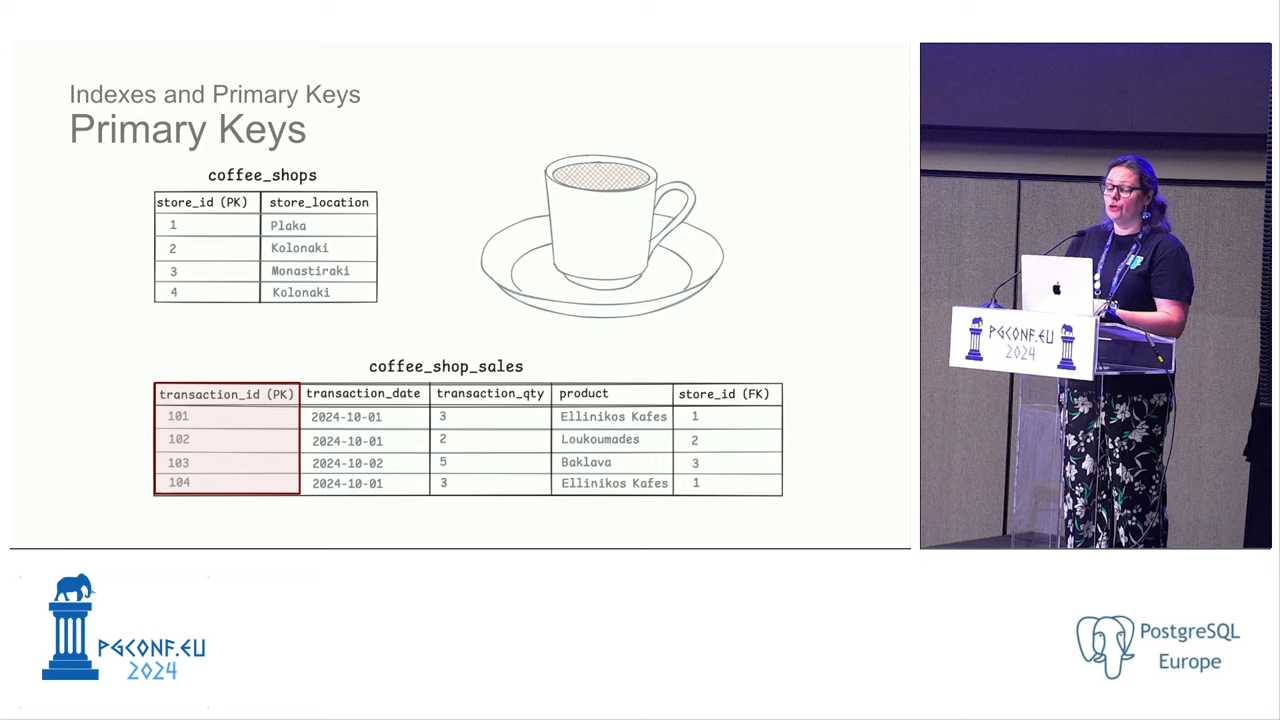 Indexes and Primary Keys
Primary Keys
coffee_shops
store_id (PK) store_location
1 Plaka
2 Kolonaki
3 Monastiraki
4 Kolonaki
coffee_shop_sales
transaction_id (PK) transaction_date transaction_qty product store_id (FK)
101 2024-10-01 3 Ellinikos Kafes 1
102 2024-10-01 2 Loukoumades 2
103 2024-10-02 5 Baklava 3
104 2024-10-01 3 Ellinikos Kafes 1
PGCONF.EU
2024
PGCONF.EU
2024
PostgreSQL
Europe